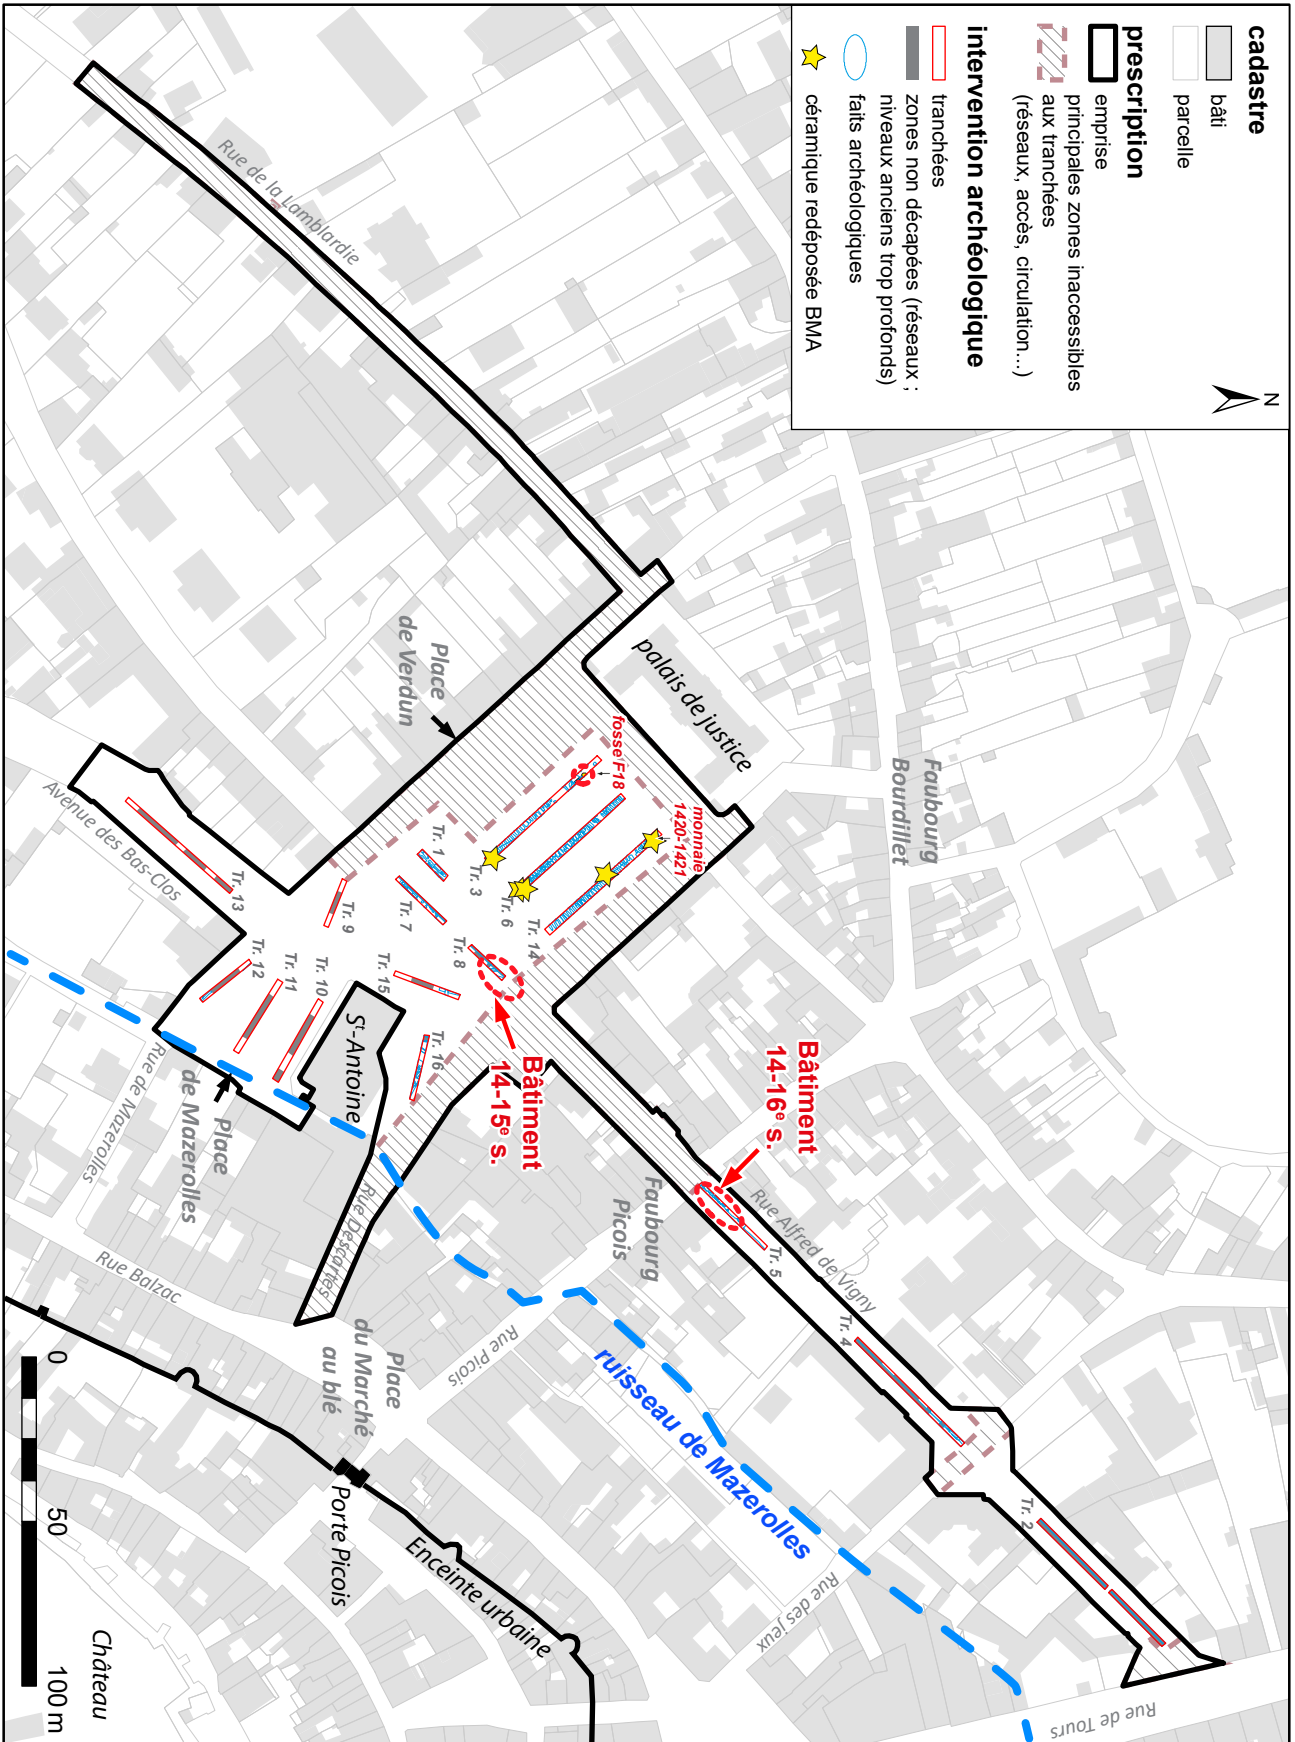 cadastre
bâti
parcelle
prescription
emprise
principales zones inaccessibles
aux tranchées
(réseaux, accès, circulation...)
intervention archéologique
tranchées
zones non décapées (réseaux ;
niveaux anciens trop profonds)
faits archéologiques
céramique redéposée BMA
N
Rue de la Lamblardie
palais de justice
Faubourg
Bourdillet
Place
de Verdun
fosse F18
monnaie
1420-1421
Tr. 1
Tr. 3
Tr. 6
Tr. 14
Tr. 7
Tr. 8
Tr. 9
Tr. 13
Tr. 12
Tr. 11
Tr. 10
Tr. 15
Tr. 16
Avenue des Bas-Clos
St-Antoine
Bâtiment
14-15e s.
Bâtiment
14-16e s.
Rue de Mazerolles
Place
de Mazerolles
Faubourg
Picois
Rue Alfred de Vigny
Tr. 5
Tr. 4
Tr. 2
Rue Descartes
Rue Balzac
Place
du Marché
au blé
Rue Picois
ruisseau de Mazerolles
Rue des Jeux
Rue de Tours
Porte Picois
Enceinte urbaine
Château
0
50
100 m